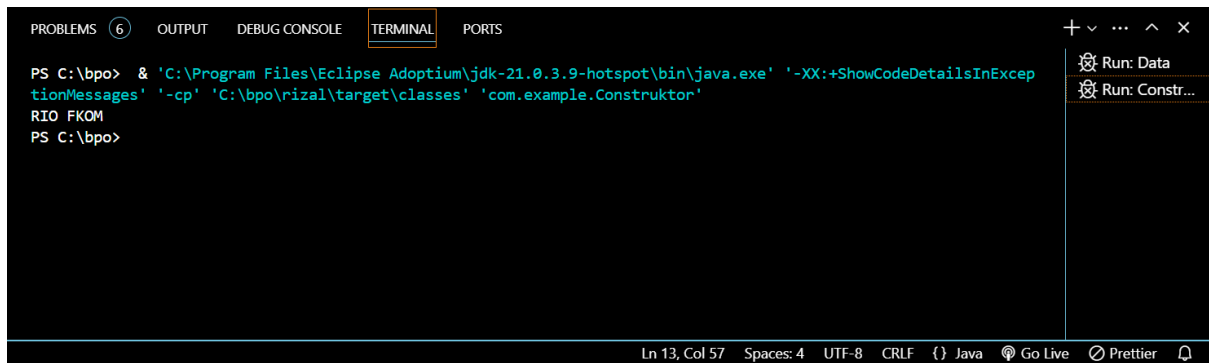 PROBLEMS 6 OUTPUT DEBUG CONSOLE TERMINAL PORTS
PS C:\bpo>  & 'C:\Program Files\Eclipse Adoptium\jdk-21.0.3.9-hotspot\bin\java.exe' '-XX:+ShowCodeDetailsInExcep
tionMessages' '-cp' 'C:\bpo\rizal\target\classes' 'com.example.Construktor'
RIO FKOM
PS C:\bpo>
Run: Data
Run: Constr...
Ln 13, Col 57 Spaces: 4 UTF-8 CRLF {} Java Go Live Prettier